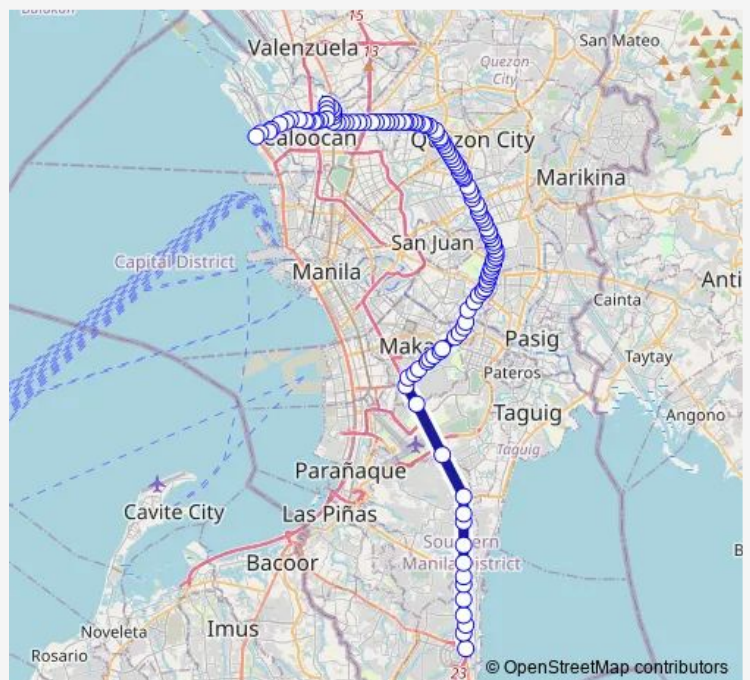 15
Valenzuela
13
San Mateo
Quezon
City
Caloocan
Quezon City
Marikina
San Juan
Capital District
Manila
Anti
Cainta
Maka
Pasig
Taytay
Pateros
Taguig
Angono
Taguig
Parañaque
Cavite City
Las Piñas
Southern
Manila District
Bacoor
B
Imus
Noveleta
Rosario
23
© OpenStreetMap contributors